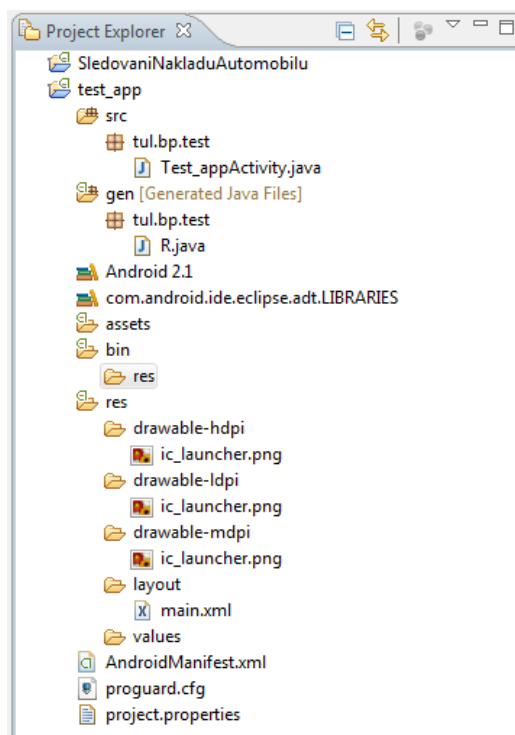 Project Explorer
SledovaniNakladuAutomobilu
test_app
src
tul.bp.test
Test_appActivity.java
gen [Generated Java Files]
tul.bp.test
R.java
Android 2.1
com.android.ide.eclipse.adt.LIBRARIES
assets
bin
res
res
drawable-hdpi
ic_launcher.png
drawable-ldpi
ic_launcher.png
drawable-mdpi
ic_launcher.png
layout
main.xml
values
AndroidManifest.xml
proguard.cfg
project.properties